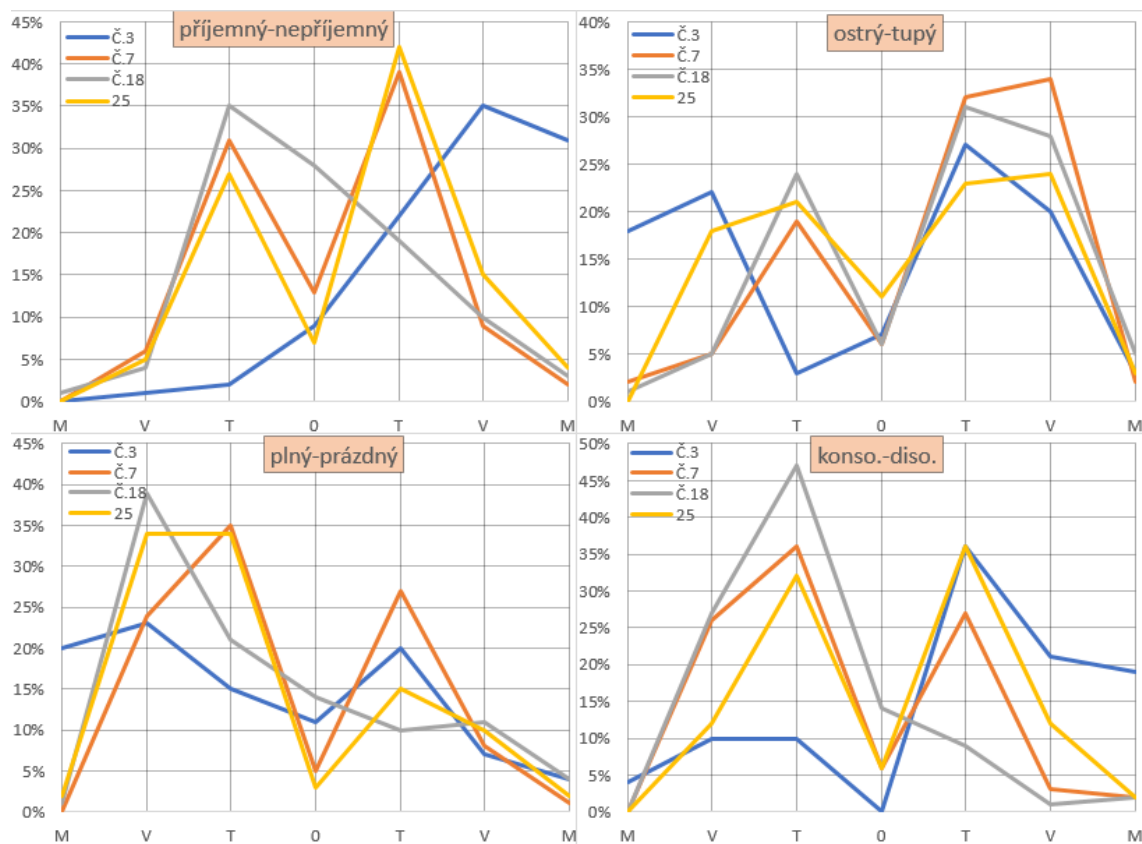 příjemný-nepříjemný
Č.3
Č.7
Č.18
25
45%
40%
35%
30%
25%
20%
15%
10%
5%
0%
M V T 0 T V M
ostrý-tupý
Č.3
Č.7
Č.18
25
40%
35%
30%
25%
20%
15%
10%
5%
0%
M V T 0 T V M
plný-prázdný
Č.3
Č.7
Č.18
25
45%
40%
35%
30%
25%
20%
15%
10%
5%
0%
M V T 0 T V M
konso.-diso.
Č.3
Č.7
Č.18
25
50%
45%
40%
35%
30%
25%
20%
15%
10%
5%
0%
M V T 0 T V M